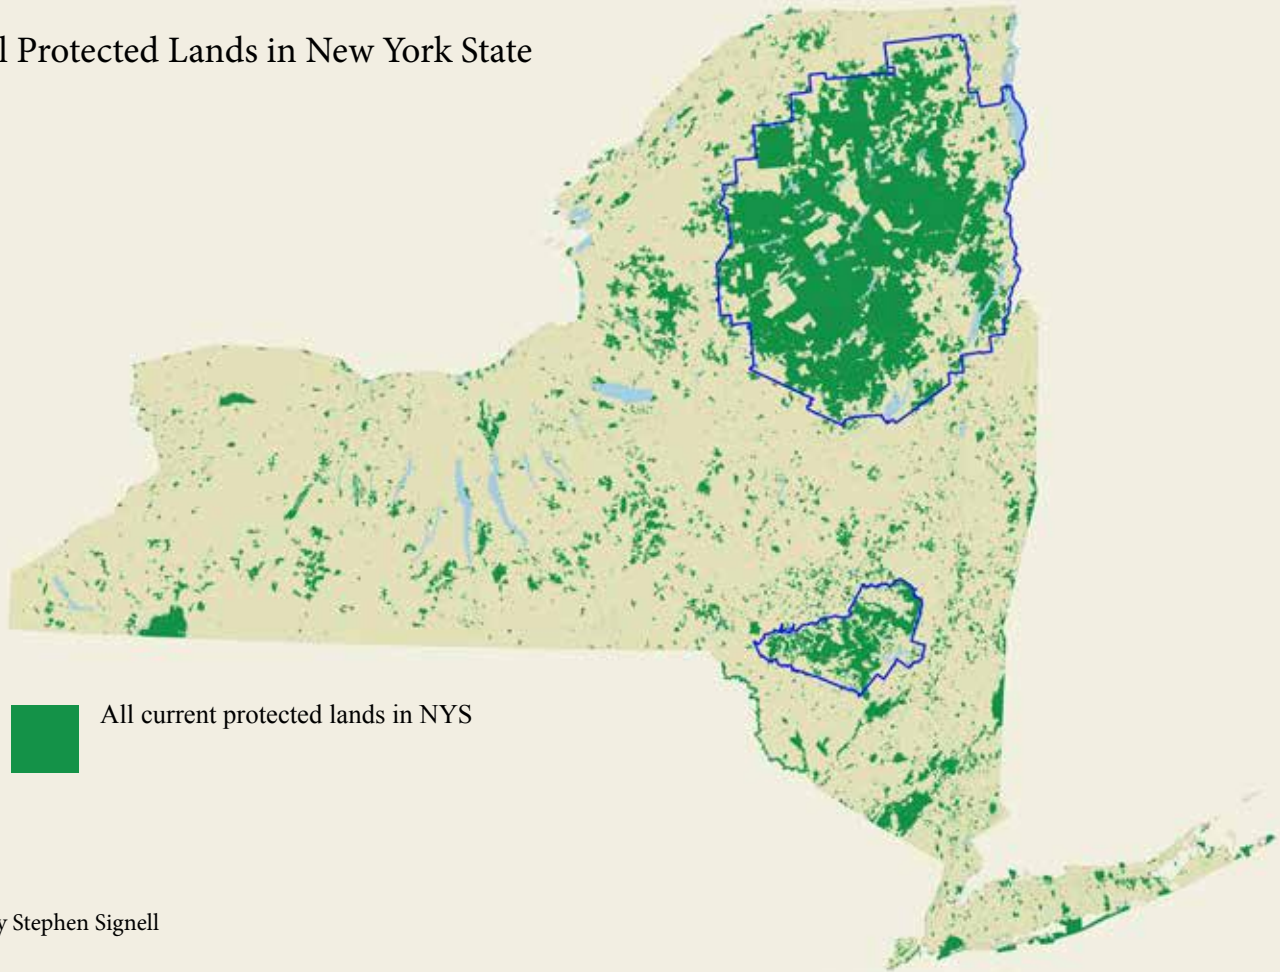 l Protected Lands in New York State
All current protected lands in NYS
y Stephen Signell